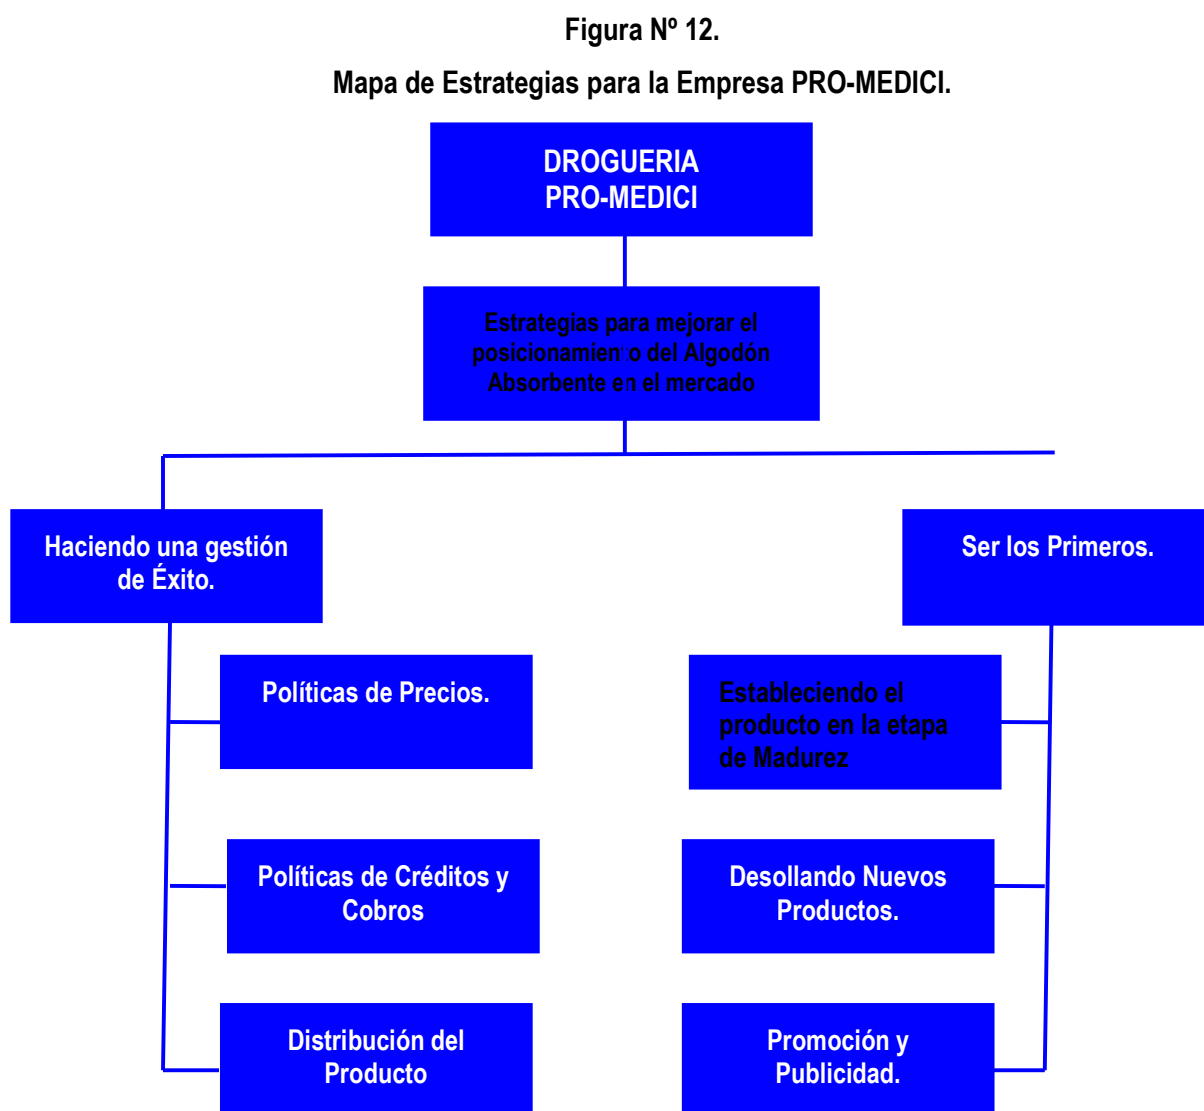 Figura Nº 12.
Mapa de Estrategias para la Empresa PRO-MEDICI.
DROGUERIA
PRO-MEDICI
Estrategias para mejorar el
posicionamiento del Algodón
Absorbente en el mercado
Haciendo una gestión
de Éxito.
Ser los Primeros.
Políticas de Precios.
Estableciendo el
producto en la etapa
de Madurez
Políticas de Créditos y
Cobros
Desollando Nuevos
Productos.
Distribución del
Producto
Promoción y
Publicidad.